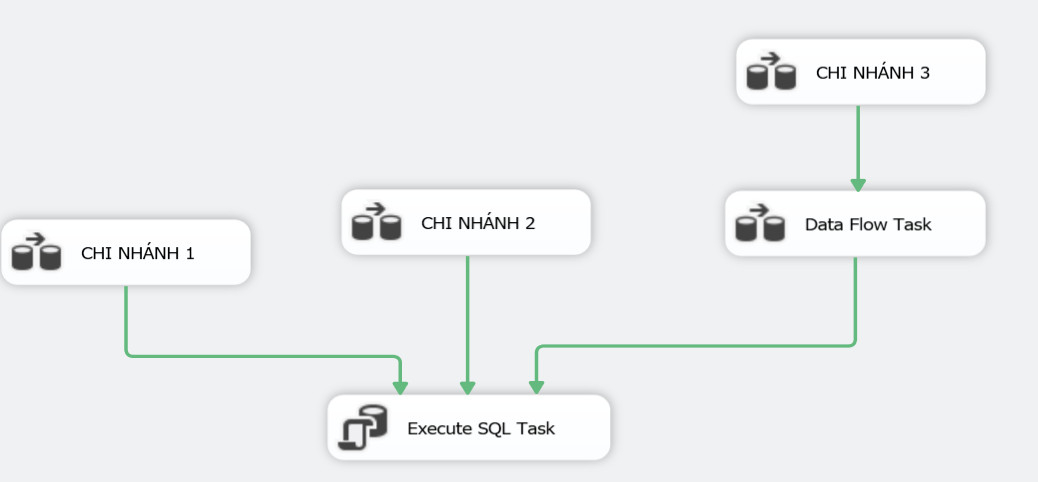 CHI NHÁNH 3
CHI NHÁNH 2
Data Flow Task
CHI NHÁNH 1
Execute SQL Task